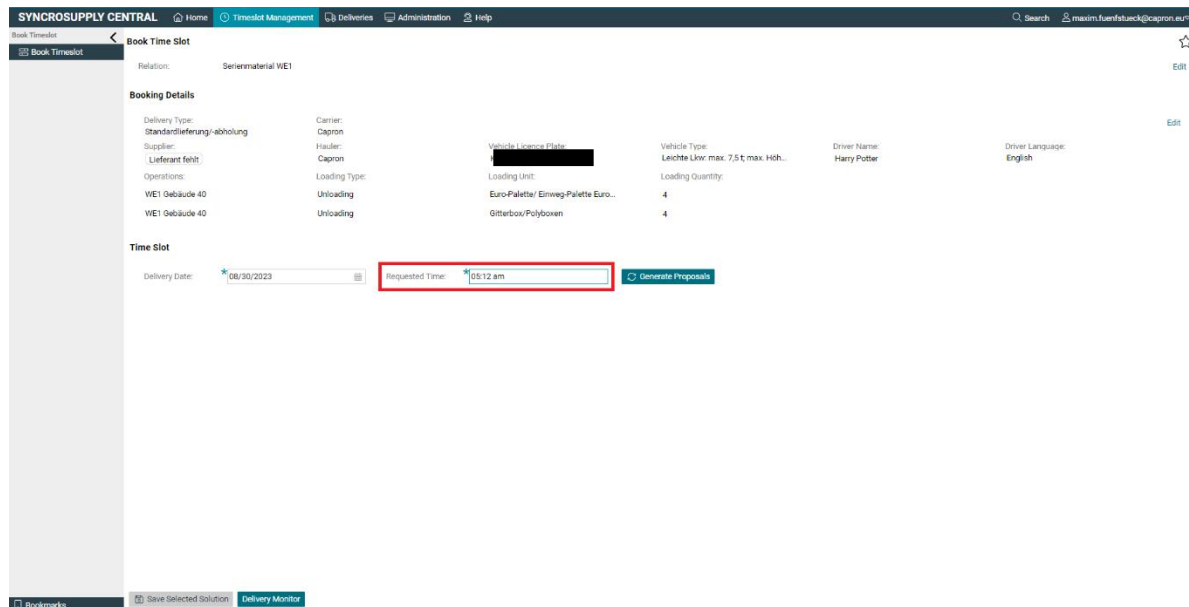 SYNCROSUPPLY CENTRAL Home Timeslot Management Deliveries Administration Help Search maxim.fuenfstueck@capron.eu
Book Timeslot
Book Timeslot
Book Time Slot
Relation: Serienmaterial WE1 Edit
Booking Details
Delivery Type: Carrier: Edit
Standardlieferung/-abholung Capron
Supplier: Hauler: Vehicle Licence Plate: Vehicle Type: Driver Name: Driver Language:
Lieferant fehlt Capron Leichte Lkw: max. 7,5 t; max. Höh... Harry Potter English
Operations: Loading Type: Loading Unit: Loading Quantity:
WE1 Gebäude 40 Unloading Euro-Palette/ Einweg-Palette Euro... 4
WE1 Gebäude 40 Unloading Gitterbox/Polyboxen 4
Time Slot
Delivery Date: * 08/30/2023 Requested Time: * 05:12 am Generate Proposals
Save Selected Solution Delivery Monitor
Bookmarks